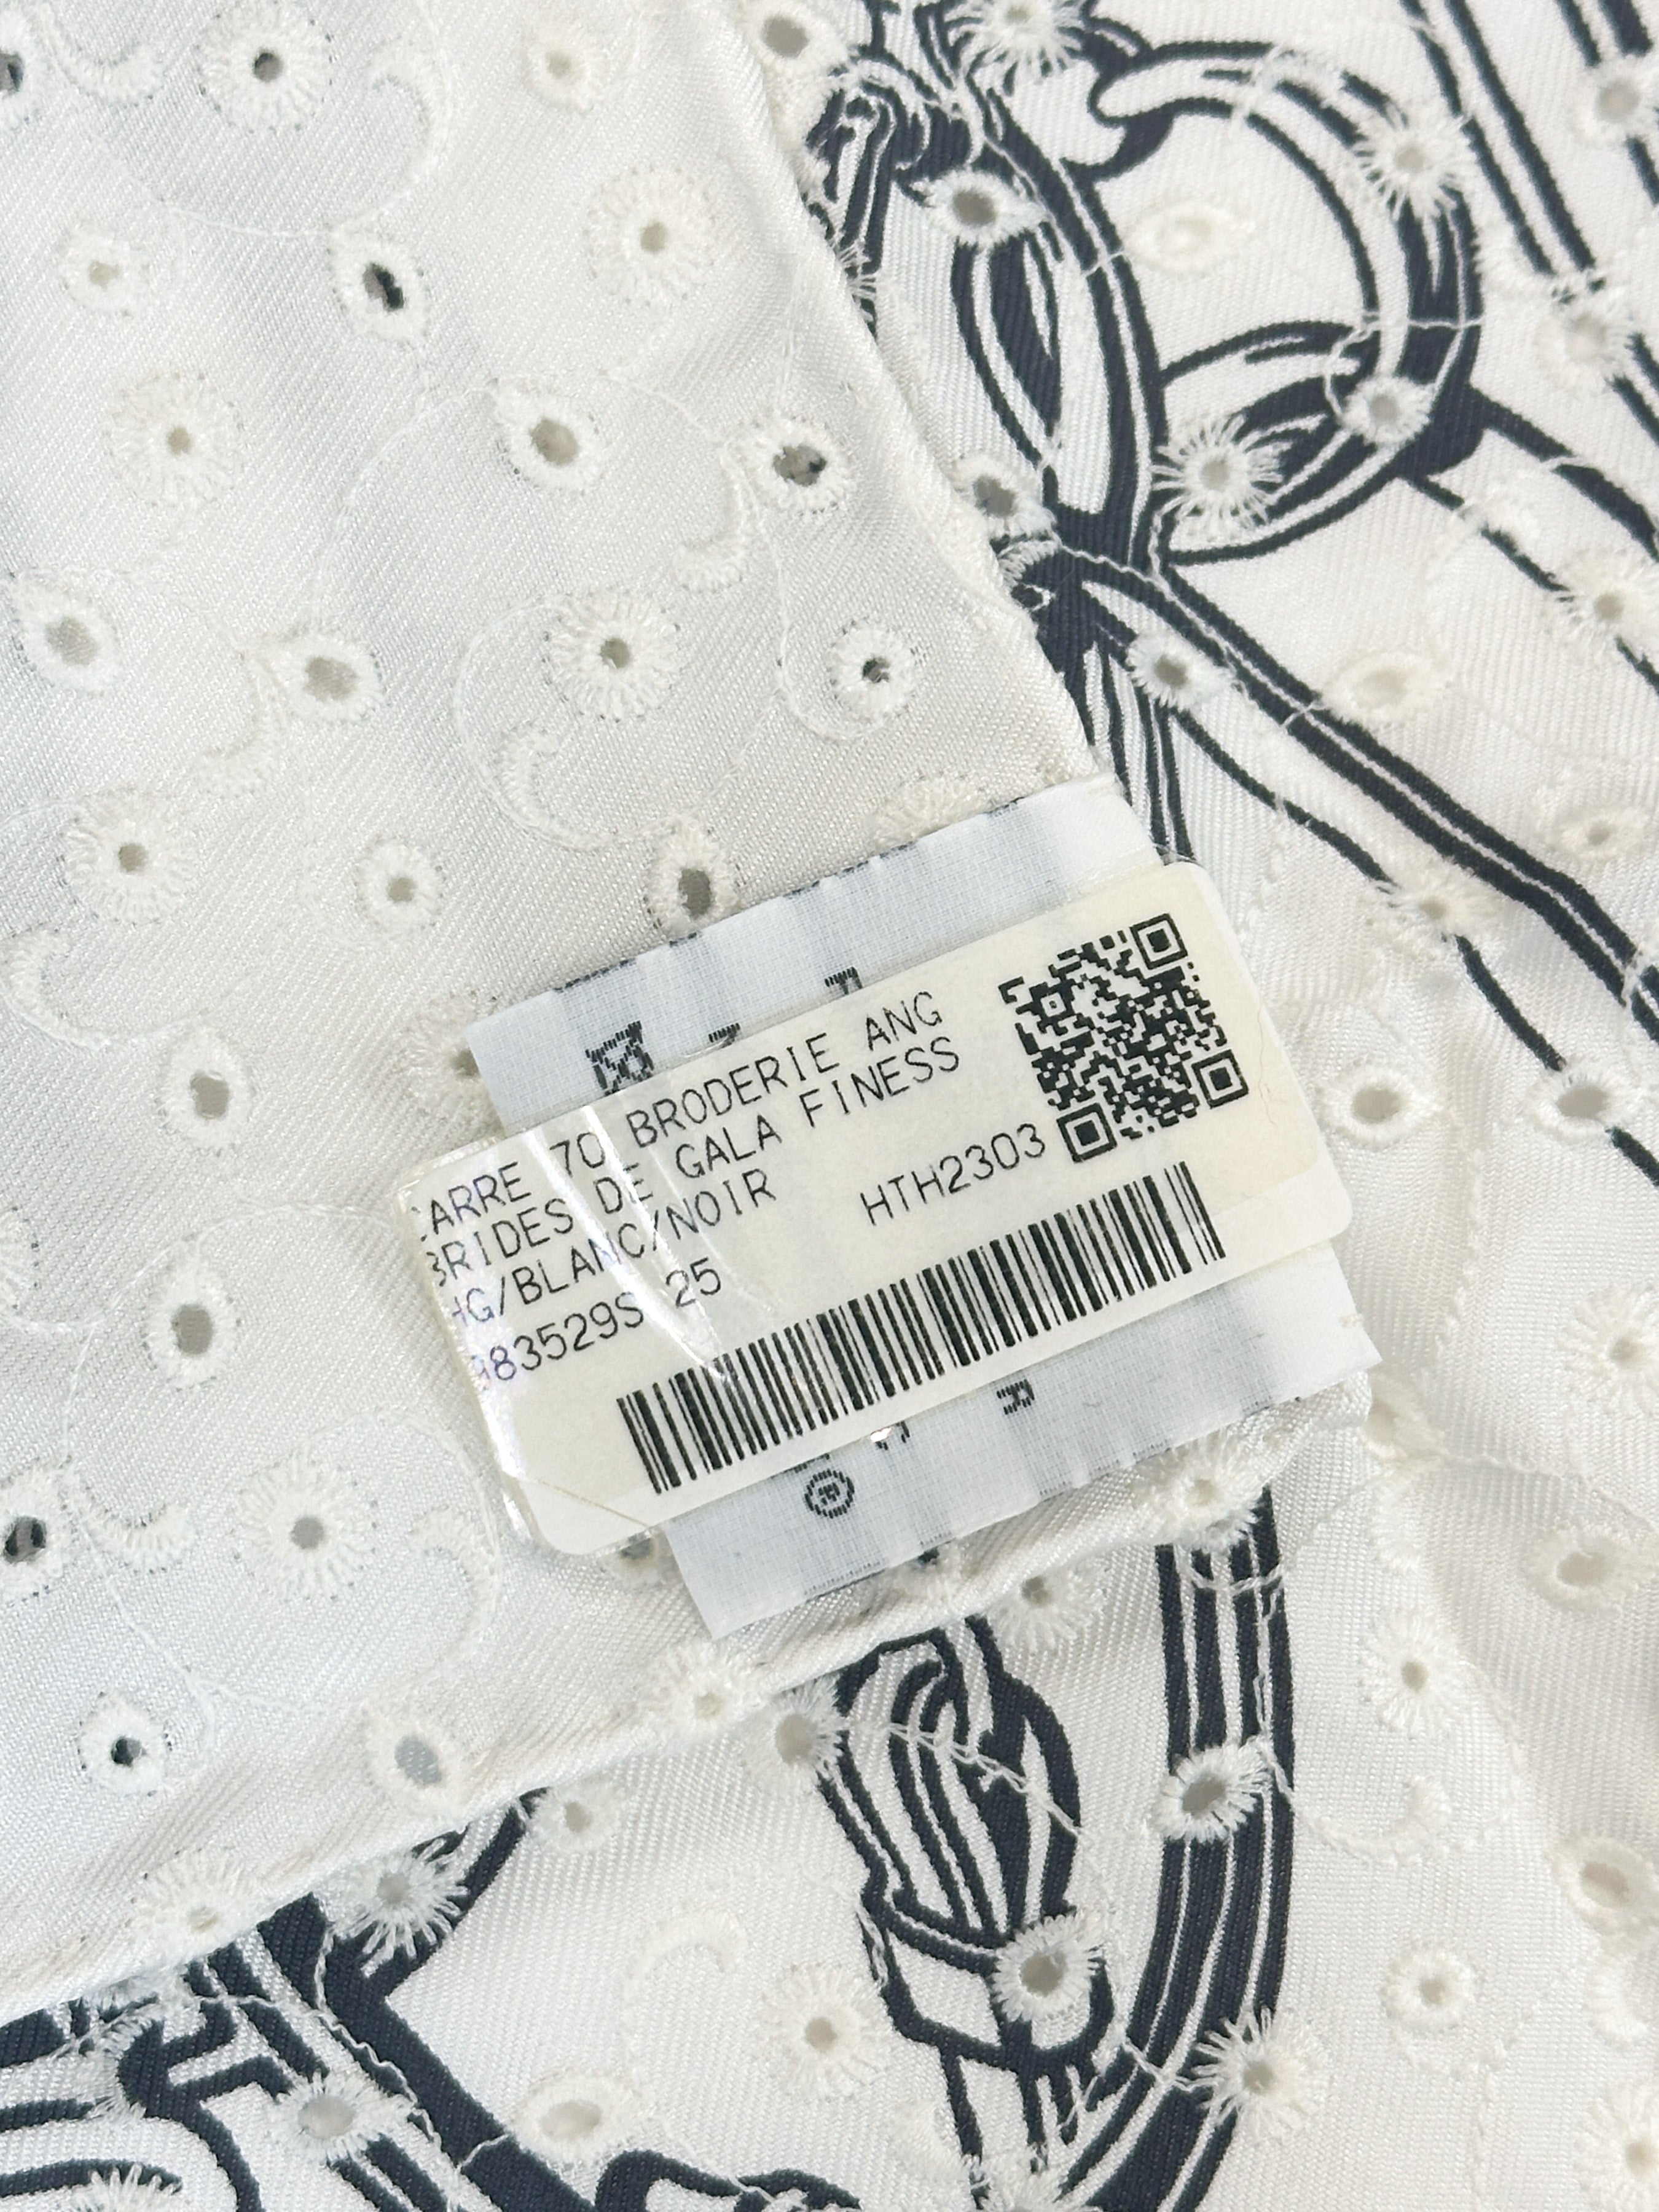 CARRE 70 BRODERIE ANG
BRIDES DE GALA FINESS
HG/BLANC/NOIR
HTH2303
983529S 25